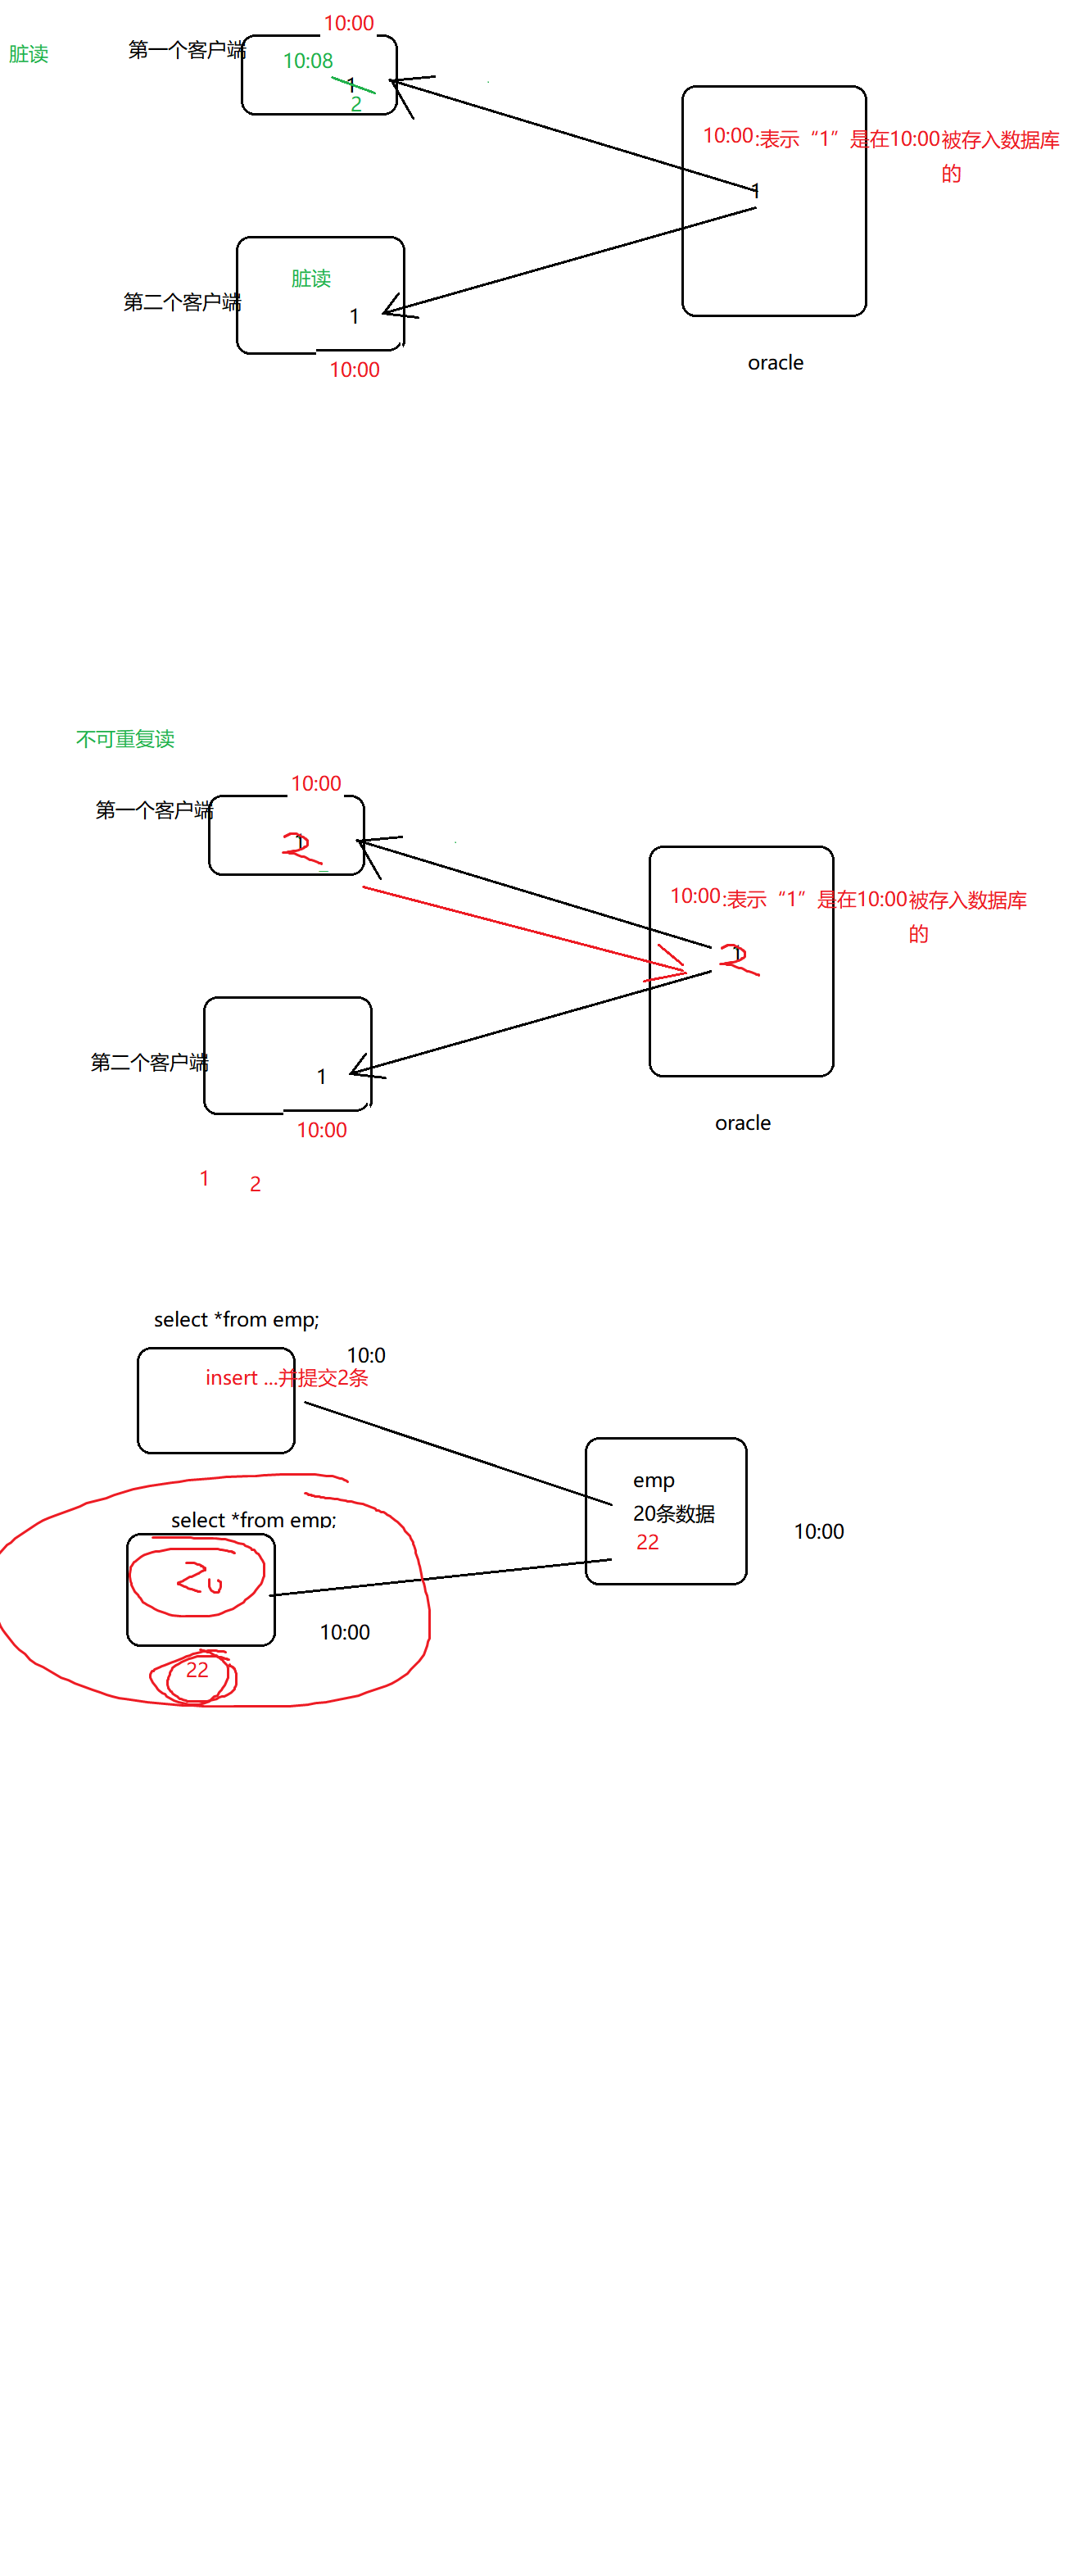 10:00
脏读
第一个客户端
10:08
1
2
10:00:表示“1”是在10:00被存入数据库
的
1
脏读
第二个客户端
1
10:00
oracle
不可重复读
10:00
第一个客户端
1
2
10:00:表示“1”是在10:00被存入数据库
的
1
2
第二个客户端
1
10:00
oracle
1 2
select *from emp;
10:0
insert ...并提交2条
emp
20条数据
22
10:00
select *from emp;
20
10:00
22